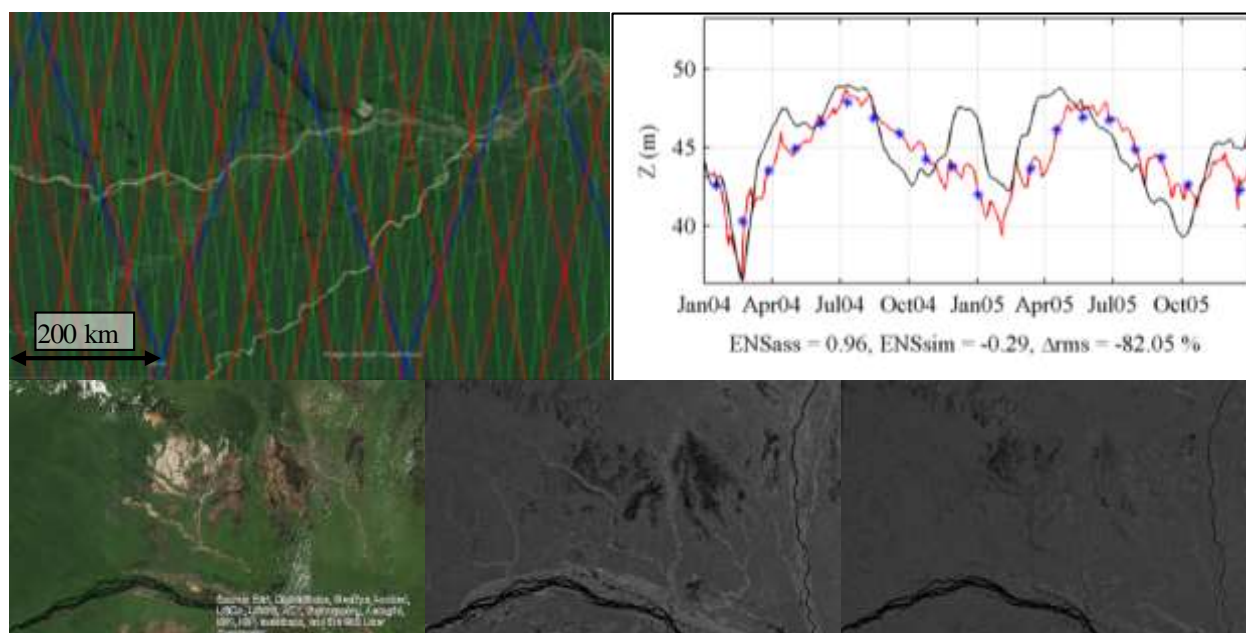 200 km
50
45
40
Z (m)
Jan04 Apr04 Jul04 Oct04 Jan05 Apr05 Jul05 Oct05
ENSass = 0.96, ENSsim = -0.29, Δrms = -82.05 %